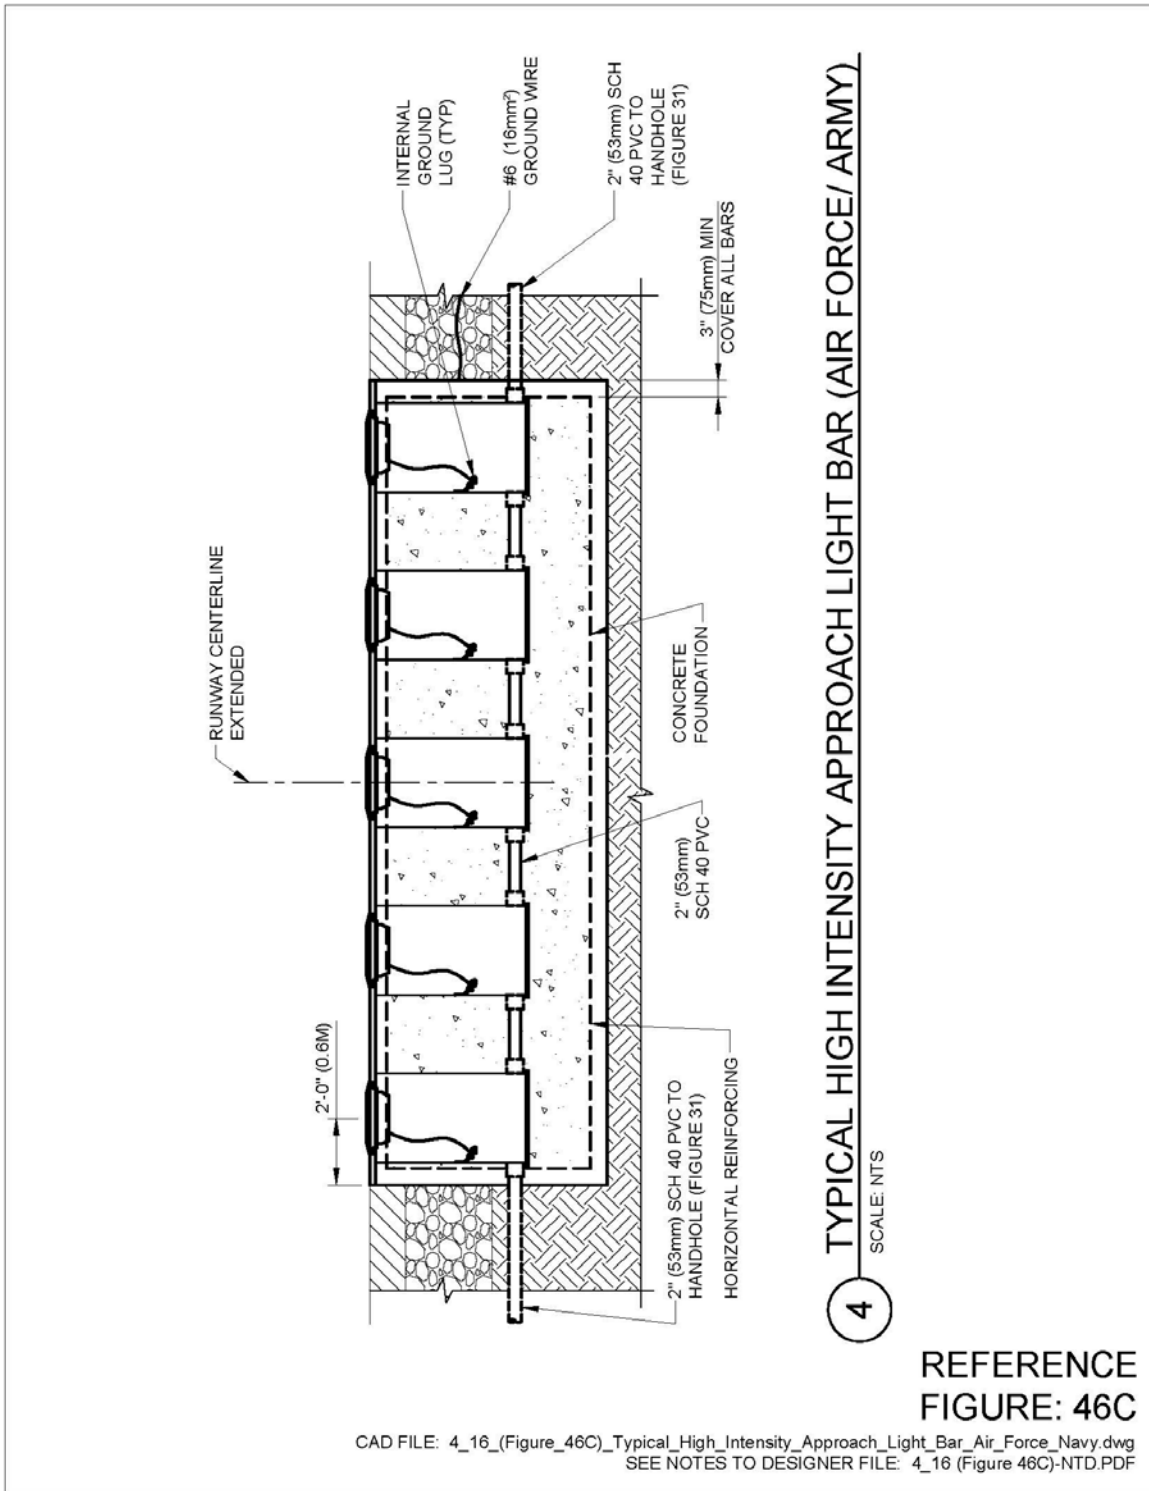 RUNWAY CENTERLINE
EXTENDED
INTERNAL
GROUND
LUG (TYP)
#6 (16mm²)
GROUND WIRE
2" (53mm) SCH
40 PVC TO
HANDHOLE
(FIGURE 31)
3" (75mm) MIN
COVER ALL BARS
2'-0" (0.6M)
CONCRETE
FOUNDATION
2" (53mm)
SCH 40 PVC
2" (53mm) SCH 40 PVC TO
HANDHOLE (FIGURE 31)
HORIZONTAL REINFORCING
4
TYPICAL HIGH INTENSITY APPROACH LIGHT BAR (AIR FORCE/ ARMY)
SCALE: NTS
REFERENCE
FIGURE: 46C
CAD FILE: 4_16_(Figure_46C)_Typical_High_Intensity_Approach_Light_Bar_Air_Force_Navy.dwg
SEE NOTES TO DESIGNER FILE: 4_16 (Figure 46C)-NTD.PDF